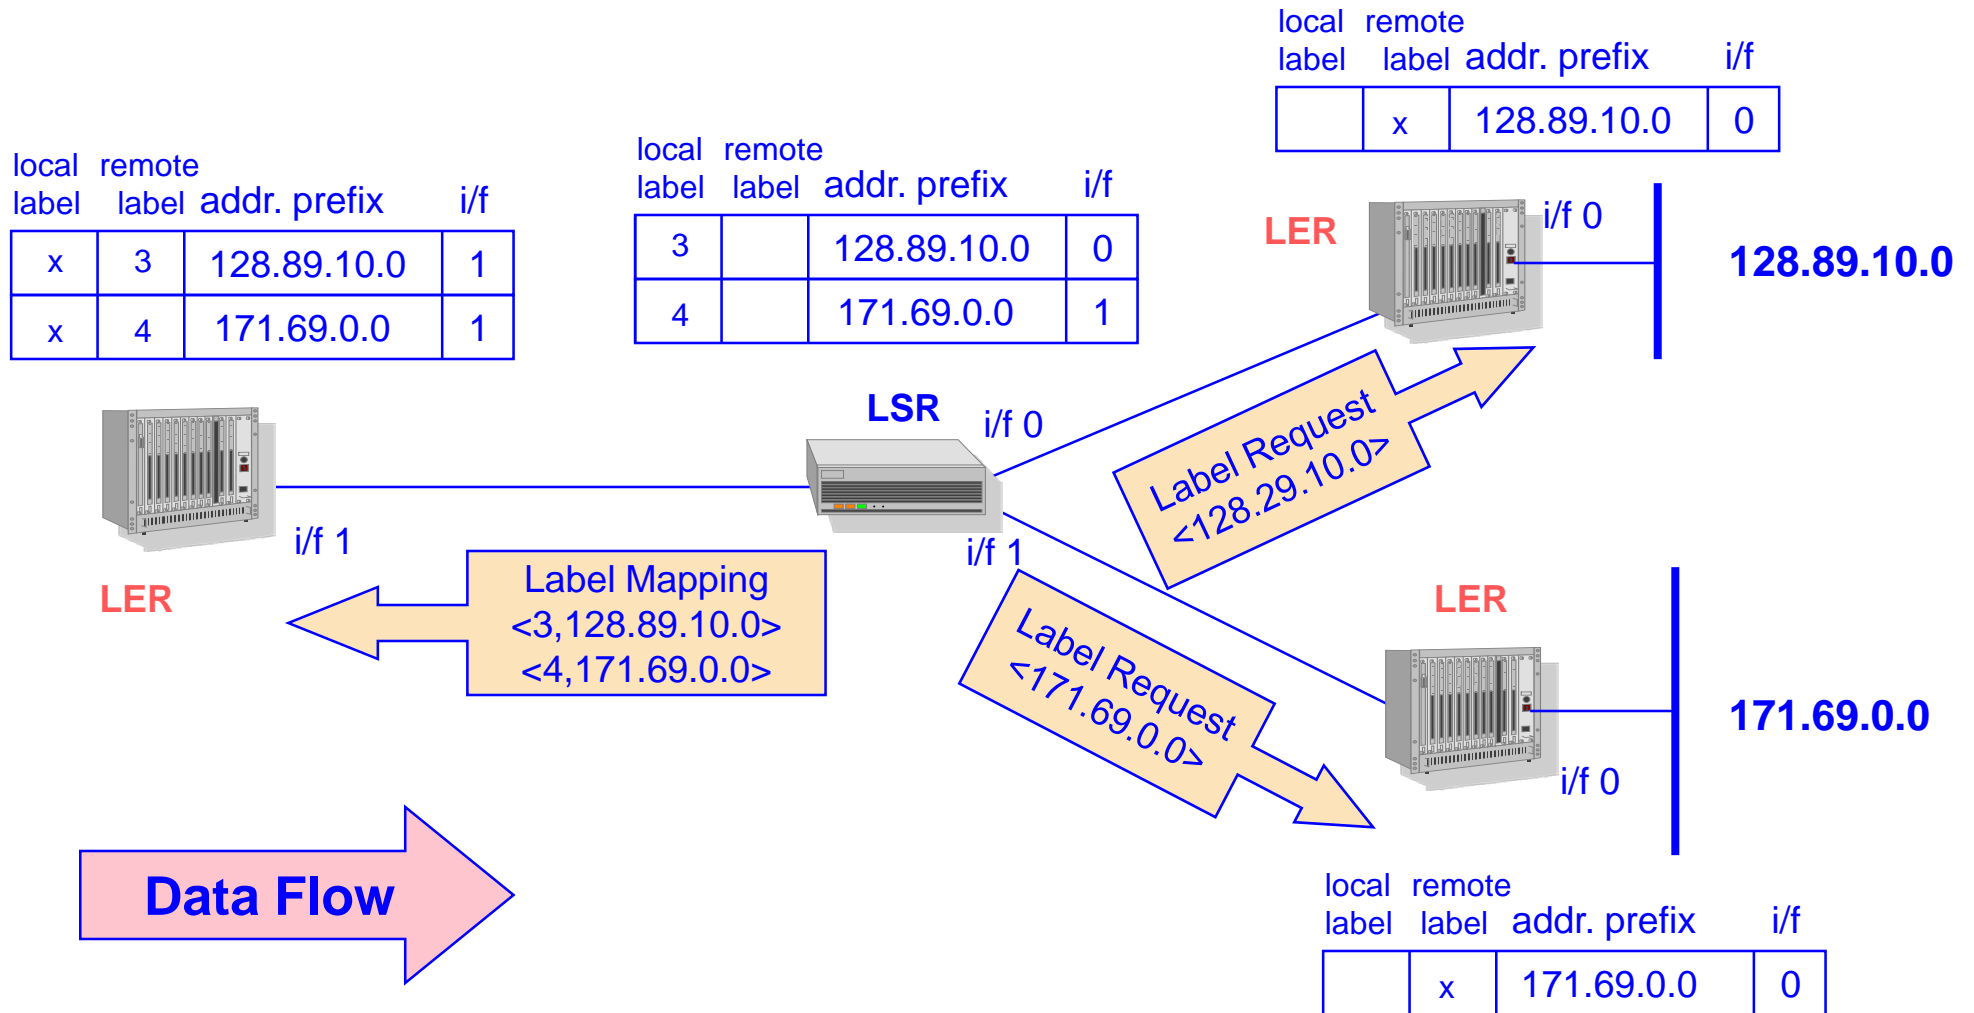 local remote
label label addr. prefix i/f
x 128.89.10.0 0
local remote
label label addr. prefix i/f
x 3 128.89.10.0 1
x 4 171.69.0.0 1
local remote
label label addr. prefix i/f
3 128.89.10.0 0
4 171.69.0.0 1
LER
i/f 0
128.89.10.0
LSR
i/f 0
Label Request
<128.29.10.0>
i/f 1
i/f 1
LER
Label Mapping
<3,128.89.10.0>
<4,171.69.0.0>
Label Request
<171.69.0.0>
LER
171.69.0.0
i/f 0
Data Flow
local remote
label label addr. prefix i/f
x 171.69.0.0 0